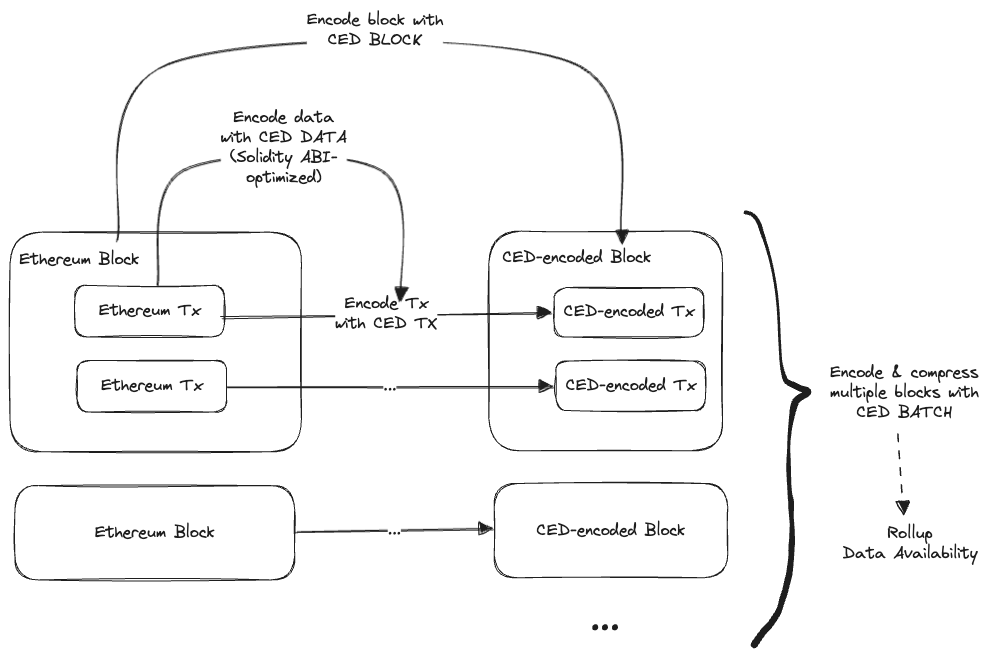 Encode block with
CED BLOCK
Encode data
with CED DATA
(Solidity ABI-
optimized)
Ethereum Block
CED-encoded Block
Ethereum Tx
Encode Tx
with CED TX
CED-encoded Tx
Ethereum Tx
...
CED-encoded Tx
Encode & compress
multiple blocks with
CED BATCH
Ethereum Block
...
CED-encoded Block
Rollup
Data Availability
...